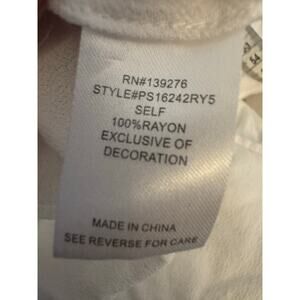 RN#139276
STYLE#PS16242RY5
SELF
100%RAYON
EXCLUSIVE OF
DECORATION
MADE IN CHINA
SEE REVERSE FOR CARE